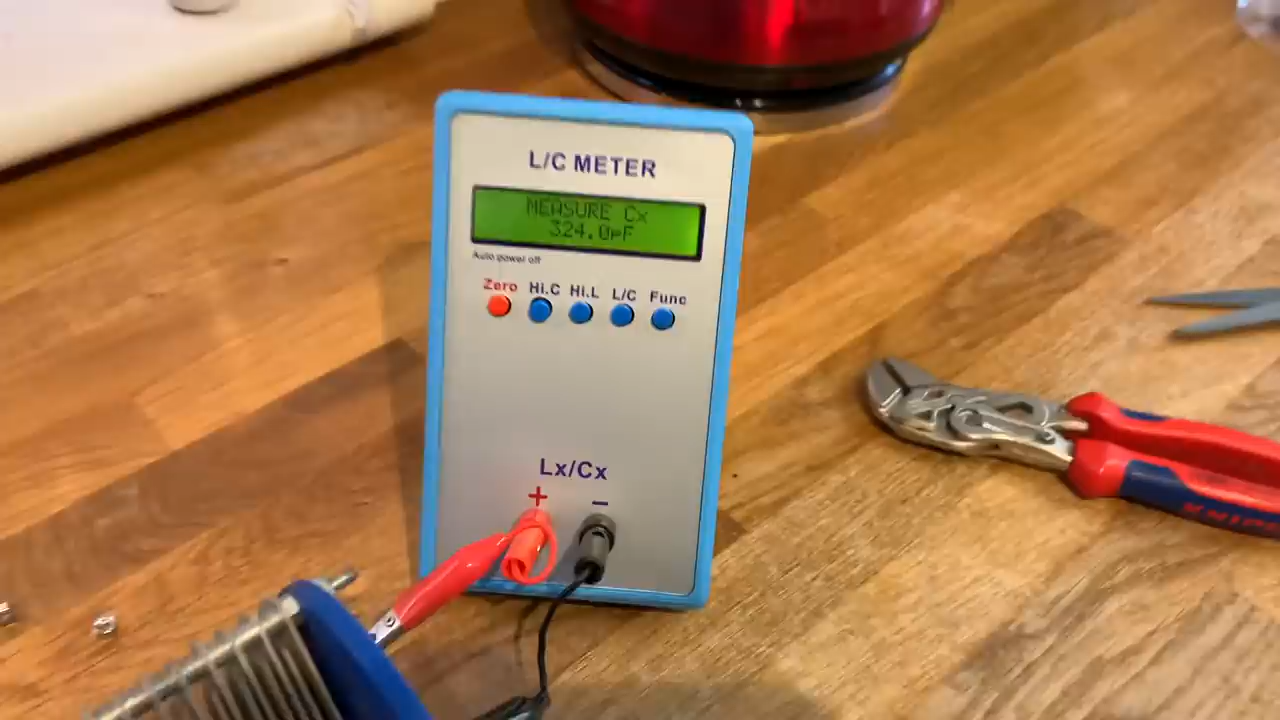 L/C METER
MEASURE Cx
324.0pF
Auto power off
Zero Hi.C Hi.L L/C Func
Lx/Cx
+ −